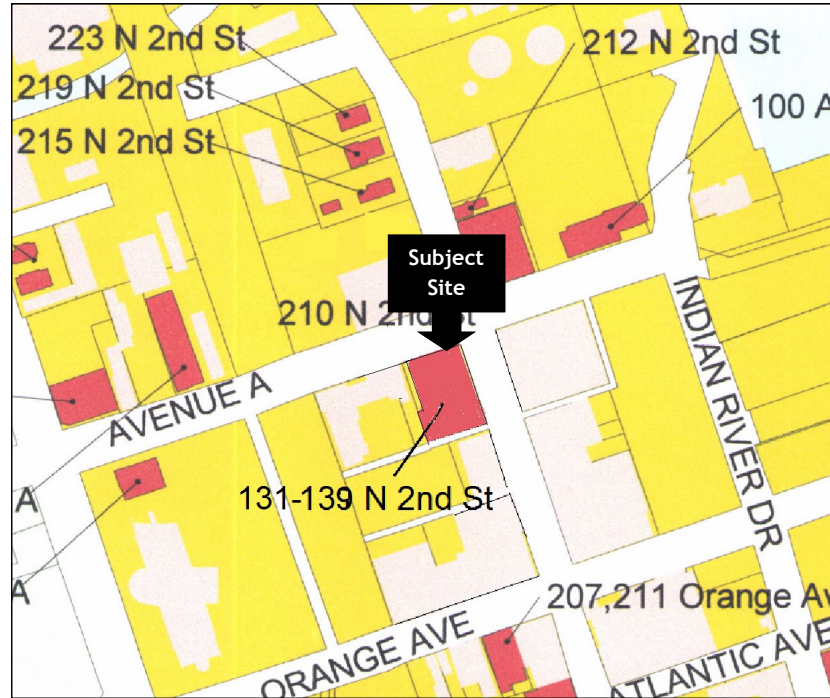 223 N 2nd St
212 N 2nd St
219 N 2nd St
100 A
215 N 2nd St
Subject
Site
210 N 2nd St
INDIAN RIVER DR
AVENUE A
131-139 N 2nd St
A
A
207,211 Orange Av
ORANGE AVE
ATLANTIC AVE